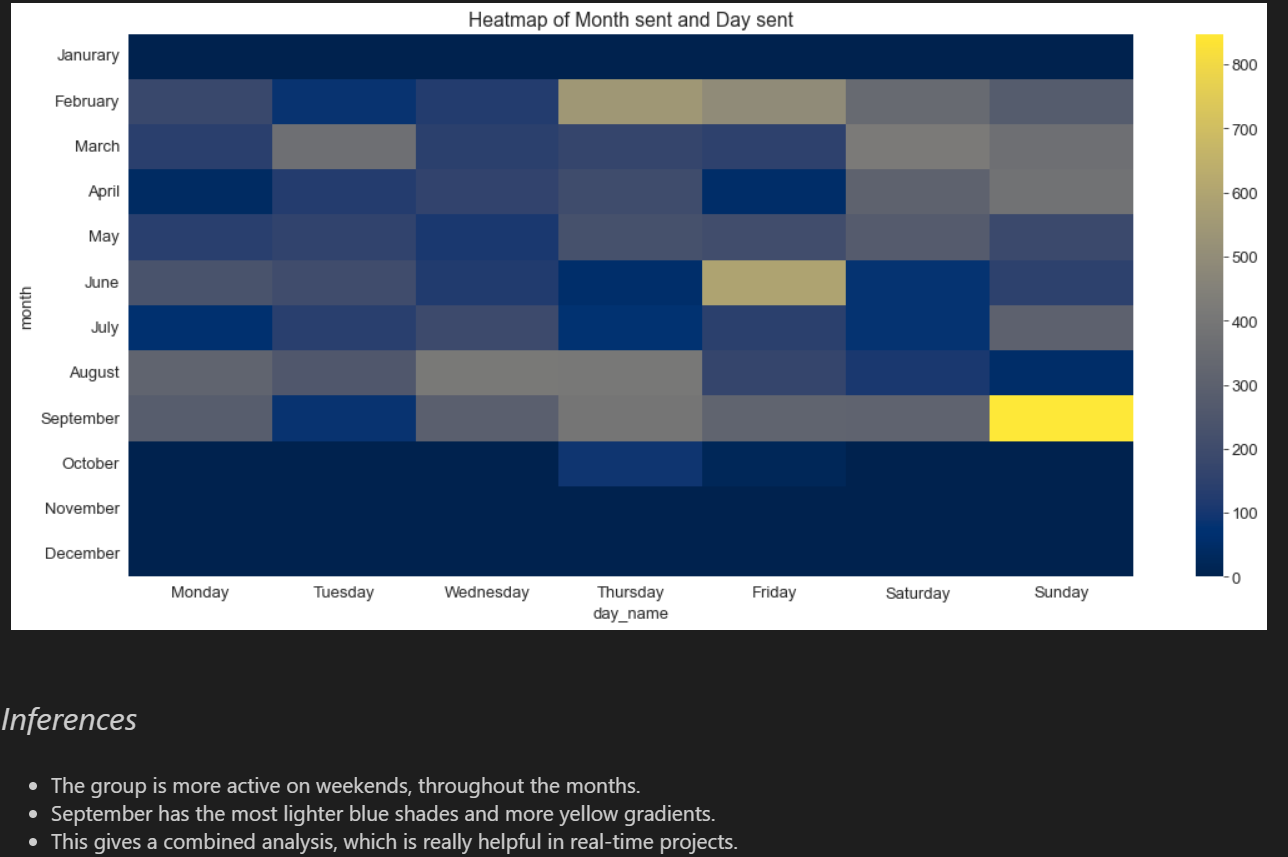 Heatmap of Month sent and Day sent
Janurary
February
March
April
May
June
July
August
September
October
November
December
month
Monday Tuesday Wednesday Thursday Friday Saturday Sunday
day_name
800
700
600
500
400
300
200
100
0
Inferences
• The group is more active on weekends, throughout the months.
• September has the most lighter blue shades and more yellow gradients.
• This gives a combined analysis, which is really helpful in real-time projects.